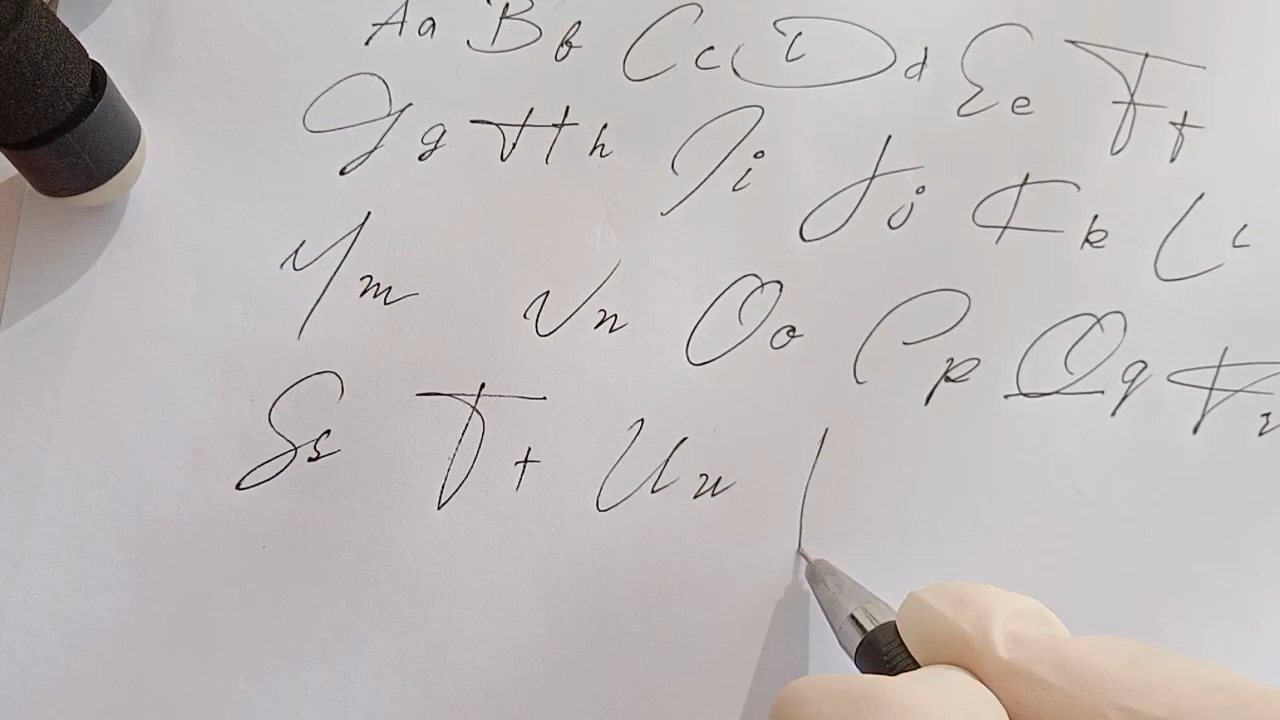 Aa Bb Cc Dd Ee Ff
Gg Hh Ii Jj Kk Ll
Mm Nn Oo Pp Qq Rr
Ss Tt Uu